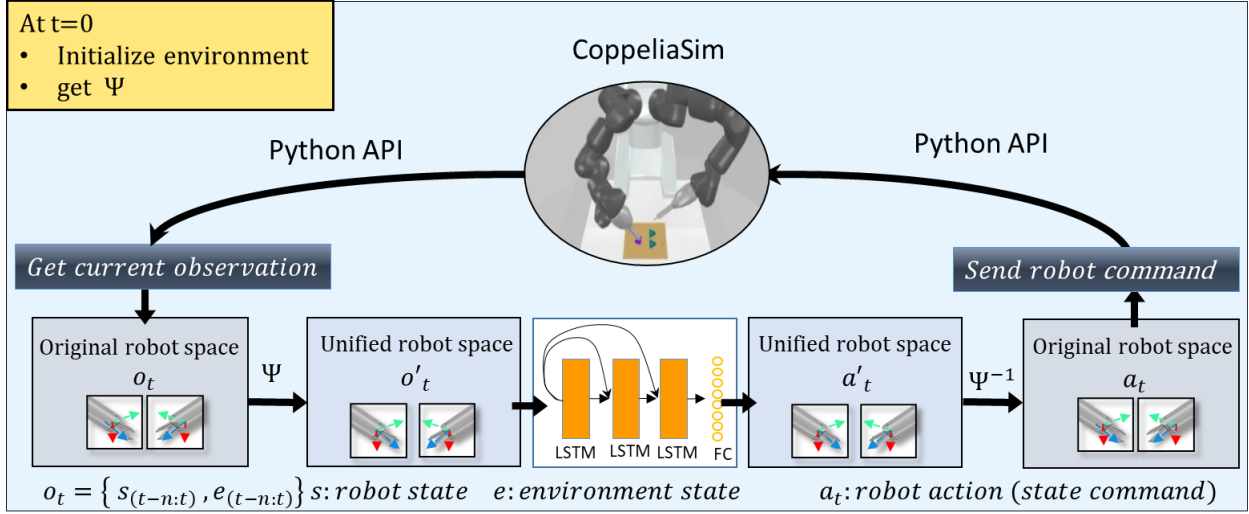 At t=0
• Initialize environment
• get Ψ
CoppeliaSim
Python API
Python API
Get current observation
Send robot command
Original robot space
o_t
Ψ
Unified robot space
o'_t
LSTM
LSTM
LSTM
FC
Unified robot space
a'_t
Ψ⁻¹
Original robot space
a_t
o_t = { s_(t−n:t) , e_(t−n:t)} s: robot state e: environment state a_t: robot action (state command)